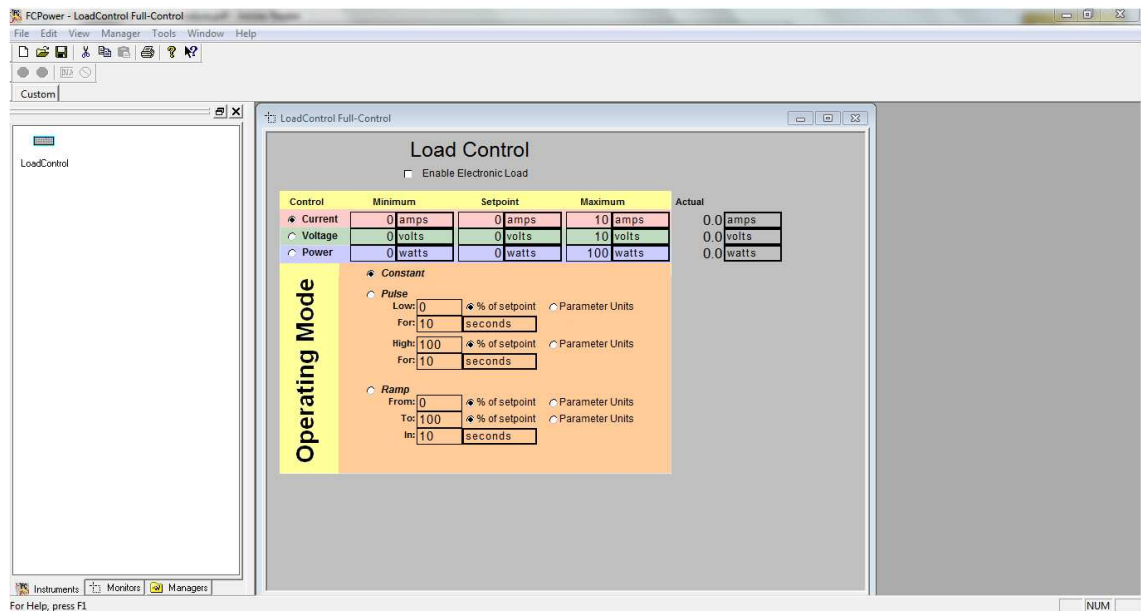 FCPower - LoadControl Full-Control
File Edit View Manager Tools Window Help
Custom
LoadControl
LoadControl Full-Control
Load Control
Enable Electronic Load
Control Minimum Setpoint Maximum Actual
Current 0 amps 0 amps 10 amps 0.0 amps
Voltage 0 volts 0 volts 10 volts 0.0 volts
Power 0 watts 0 watts 100 watts 0.0 watts
Operating Mode
Constant
Pulse
Low: 0 % of setpoint Parameter Units
For: 10 seconds
High: 100 % of setpoint Parameter Units
For: 10 seconds
Ramp
From: 0 % of setpoint Parameter Units
To: 100 % of setpoint Parameter Units
In: 10 seconds
Instruments Monitors Managers
For Help, press F1 NUM